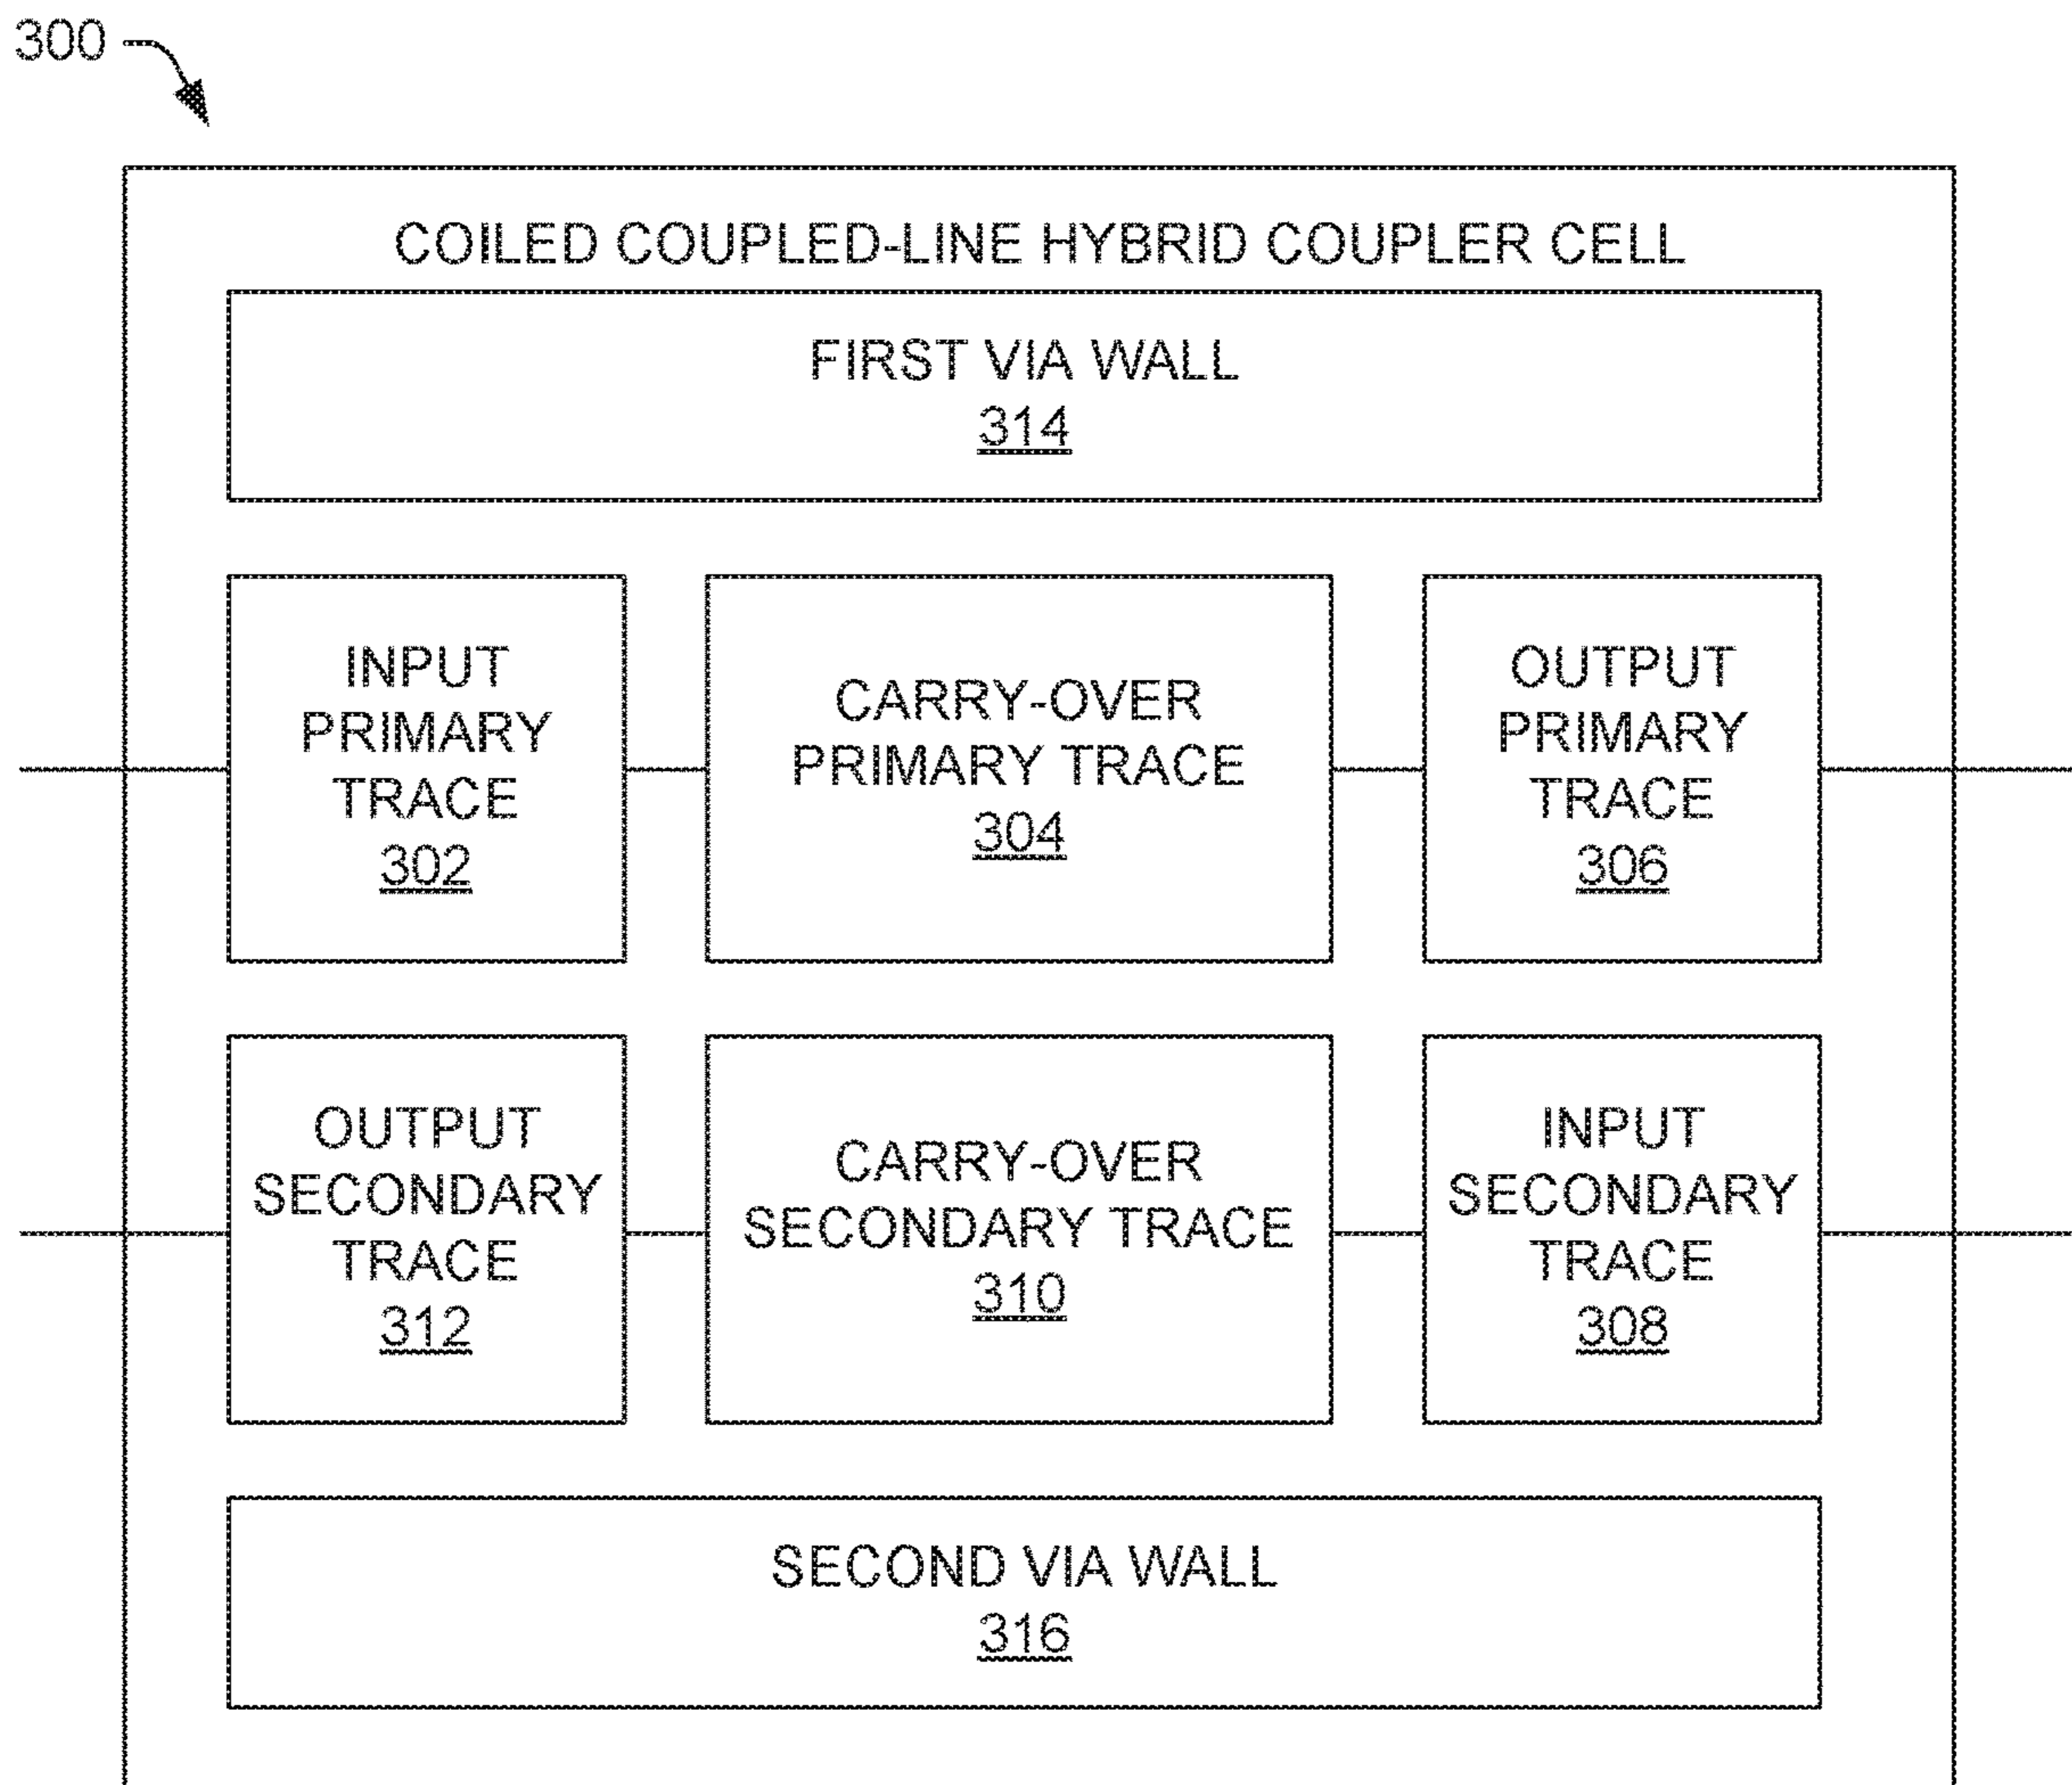 300
COILED COUPLED-LINE HYBRID COUPLER CELL
FIRST VIA WALL
314
INPUT
PRIMARY
TRACE
302
CARRY-OVER
PRIMARY TRACE
304
OUTPUT
PRIMARY
TRACE
306
OUTPUT
SECONDARY
TRACE
312
CARRY-OVER
SECONDARY TRACE
310
INPUT
SECONDARY
TRACE
308
SECOND VIA WALL
316